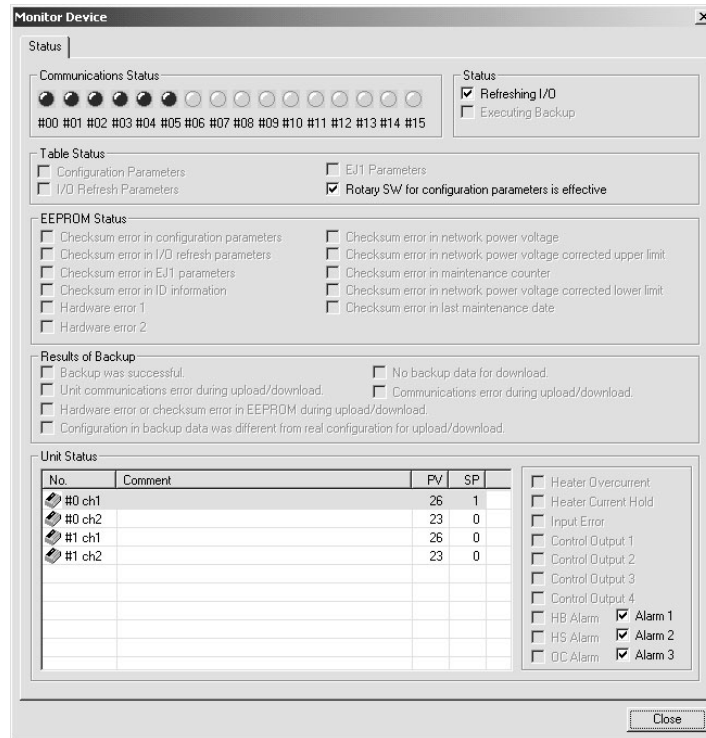 Monitor Device
Status
Communications Status
#00 #01 #02 #03 #04 #05 #06 #07 #08 #09 #10 #11 #12 #13 #14 #15
Status
Refreshing I/O
Executing Backup
Table Status
Configuration Parameters
EJ1 Parameters
I/O Refresh Parameters
Rotary SW for configuration parameters is effective
EEPROM Status
Checksum error in configuration parameters
Checksum error in network power voltage
Checksum error in I/O refresh parameters
Checksum error in network power voltage corrected upper limit
Checksum error in EJ1 parameters
Checksum error in maintenance counter
Checksum error in ID information
Checksum error in network power voltage corrected lower limit
Hardware error 1
Checksum error in last maintenance date
Hardware error 2
Results of Backup
Backup was successful.
No backup data for download.
Unit communications error during upload/download.
Communications error during upload/download.
Hardware error or checksum error in EEPROM during upload/download.
Configuration in backup data was different from real configuration for upload/download.
Unit Status
No. Comment PV SP
#0 ch1 26 1
#0 ch2 23 0
#1 ch1 26 0
#1 ch2 23 0
Heater Overcurrent
Heater Current Hold
Input Error
Control Output 1
Control Output 2
Control Output 3
Control Output 4
HB Alarm Alarm 1
HS Alarm Alarm 2
OC Alarm Alarm 3
Close